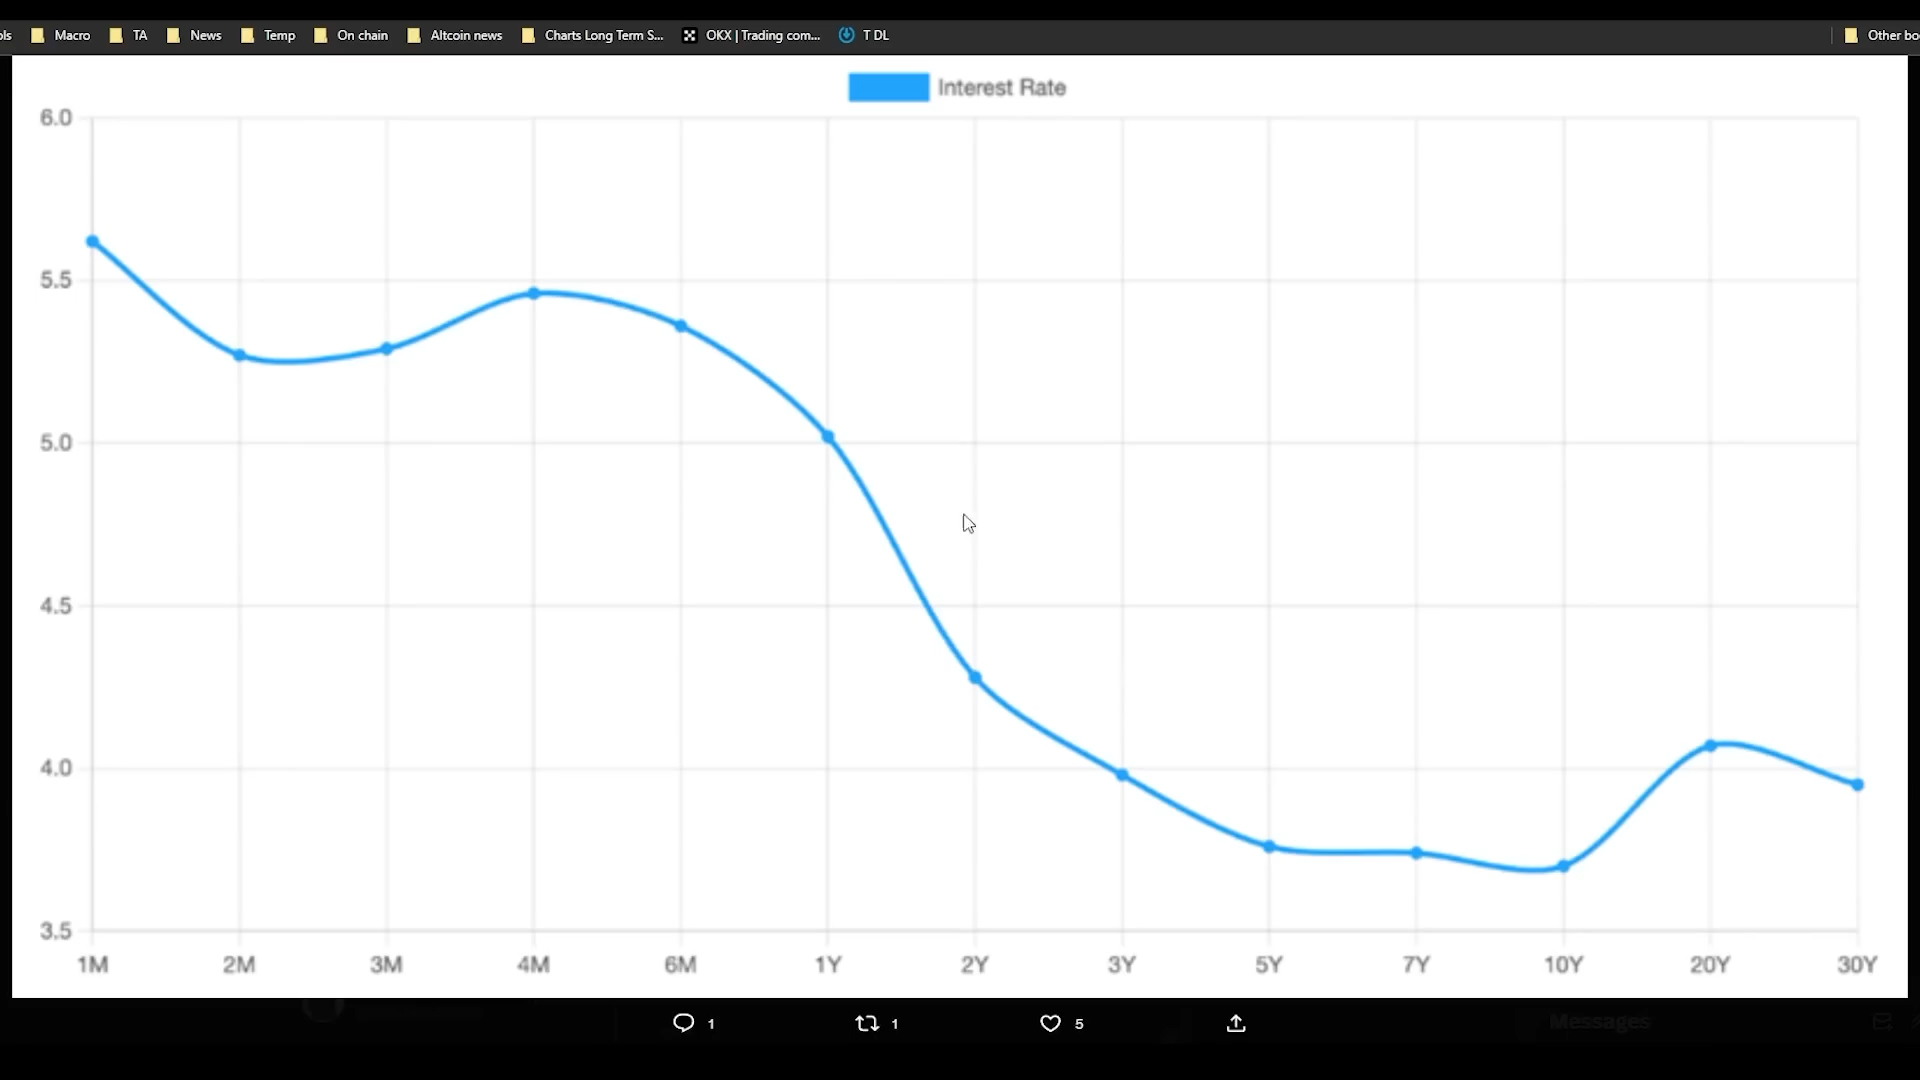 ols Macro TA News Temp On chain Altcoin news Charts Long Term S... OKX | Trading com... T DL Other bo
Interest Rate
6.0
5.5
5.0
4.5
4.0
3.5
1M 2M 3M 4M 6M 1Y 2Y 3Y 5Y 7Y 10Y 20Y 30Y
1 1 5 Messages